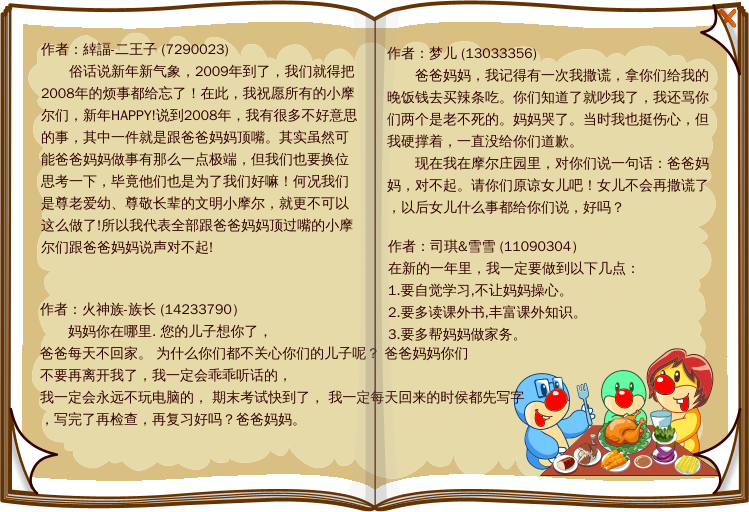 作者：緈諨-二王子 (7290023)
俗话说新年新气象，2009年到了，我们就得把
2008年的烦事都给忘了！在此，我祝愿所有的小摩
尔们，新年HAPPY!说到2008年，我有很多不好意思
的事，其中一件就是跟爸爸妈妈顶嘴。其实虽然可
能爸爸妈妈做事有那么一点极端，但我们也要换位
思考一下，毕竟他们也是为了我们好嘛！何况我们
是尊老爱幼、尊敬长辈的文明小摩尔，就更不可以
这么做了!所以我代表全部跟爸爸妈妈顶过嘴的小摩
尔们跟爸爸妈妈说声对不起!
作者：火神族-族长 (14233790）
妈妈你在哪里. 您的儿子想你了，
爸爸每天不回家。 为什么你们都不关心你们的儿子呢？ 爸爸妈妈你们
不要再离开我了，我一定会乖乖听话的，
我一定会永远不玩电脑的， 期末考试快到了， 我一定每天回来的时侯都先写字
，写完了再检查，再复习好吗？爸爸妈妈。
作者：梦儿 (13033356)
爸爸妈妈，我记得有一次我撒谎，拿你们给我的
晚饭钱去买辣条吃。你们知道了就吵我了，我还骂你
们两个是老不死的。妈妈哭了。当时我也挺伤心，但
我硬撑着，一直没给你们道歉。
现在我在摩尔庄园里，对你们说一句话：爸爸妈
妈，对不起。请你们原谅女儿吧！女儿不会再撒谎了
，以后女儿什么事都给你们说，好吗？
作者：司琪&雪雪 (11090304）
在新的一年里，我一定要做到以下几点：
1.要自觉学习,不让妈妈操心。
2.要多读课外书,丰富课外知识。
3.要多帮妈妈做家务。